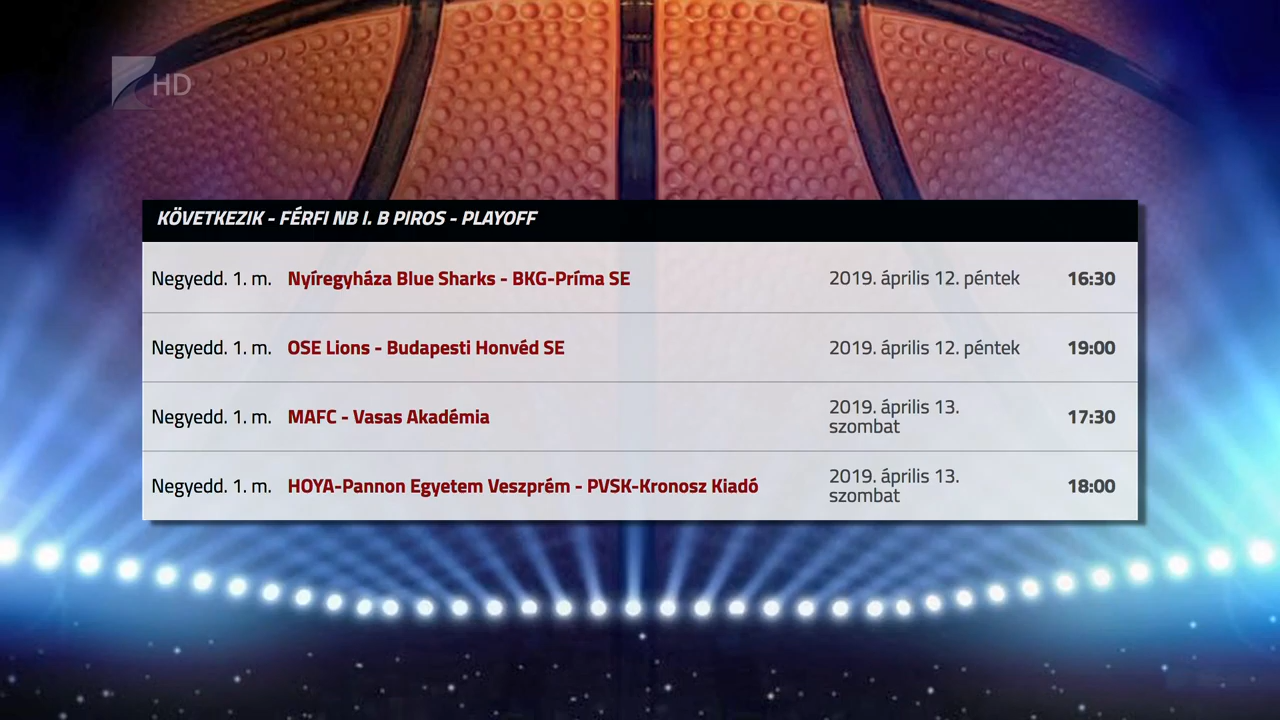 HD
KÖVETKEZIK - FÉRFI NB I. B PIROS - PLAYOFF
Negyedd. 1. m. Nyíregyháza Blue Sharks - BKG-Príma SE 2019. április 12. péntek 16:30
Negyedd. 1. m. OSE Lions - Budapesti Honvéd SE 2019. április 12. péntek 19:00
Negyedd. 1. m. MAFC - Vasas Akadémia 2019. április 13. szombat 17:30
Negyedd. 1. m. HOYA-Pannon Egyetem Veszprém - PVSK-Kronosz Kiadó 2019. április 13. szombat 18:00